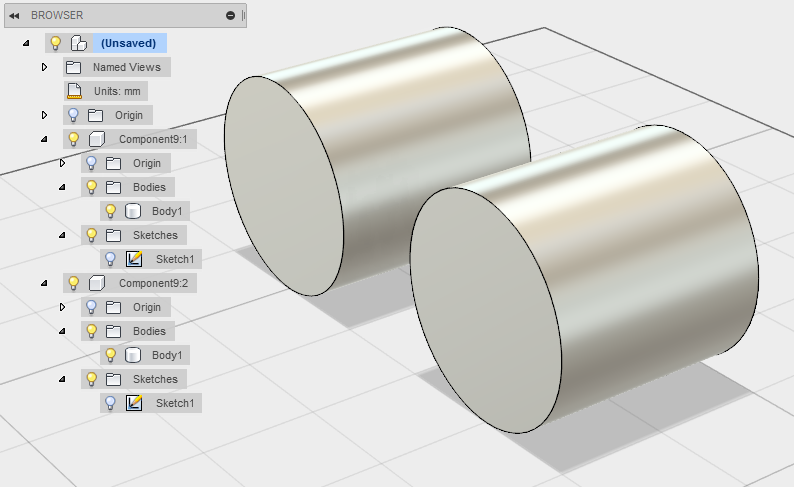 BROWSER
(Unsaved)
Named Views
Units: mm
Origin
Component9:1
Origin
Bodies
Body1
Sketches
Sketch1
Component9:2
Origin
Bodies
Body1
Sketches
Sketch1